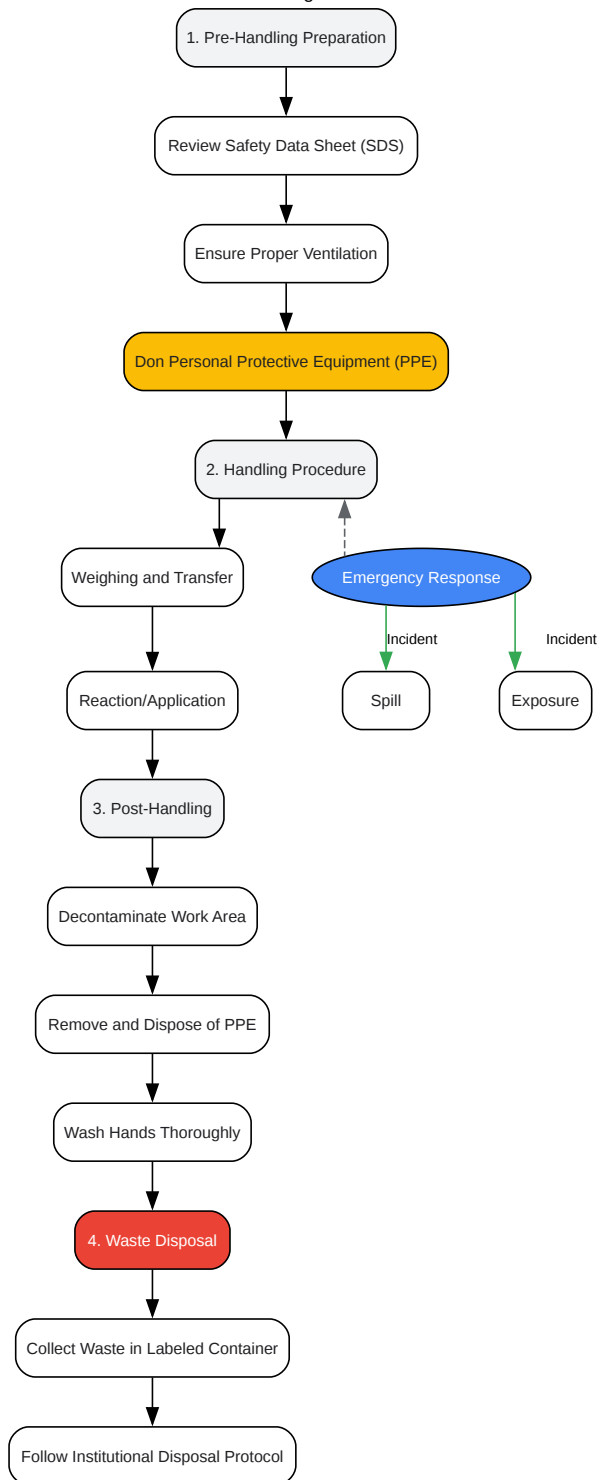 1. Pre-Handling Preparation
Review Safety Data Sheet (SDS)
Ensure Proper Ventilation
Don Personal Protective Equipment (PPE)
2. Handling Procedure
Weighing and Transfer
Emergency Response
Incident
Incident
Reaction/Application
Spill
Exposure
3. Post-Handling
Decontaminate Work Area
Remove and Dispose of PPE
Wash Hands Thoroughly
4. Waste Disposal
Collect Waste in Labeled Container
Follow Institutional Disposal Protocol